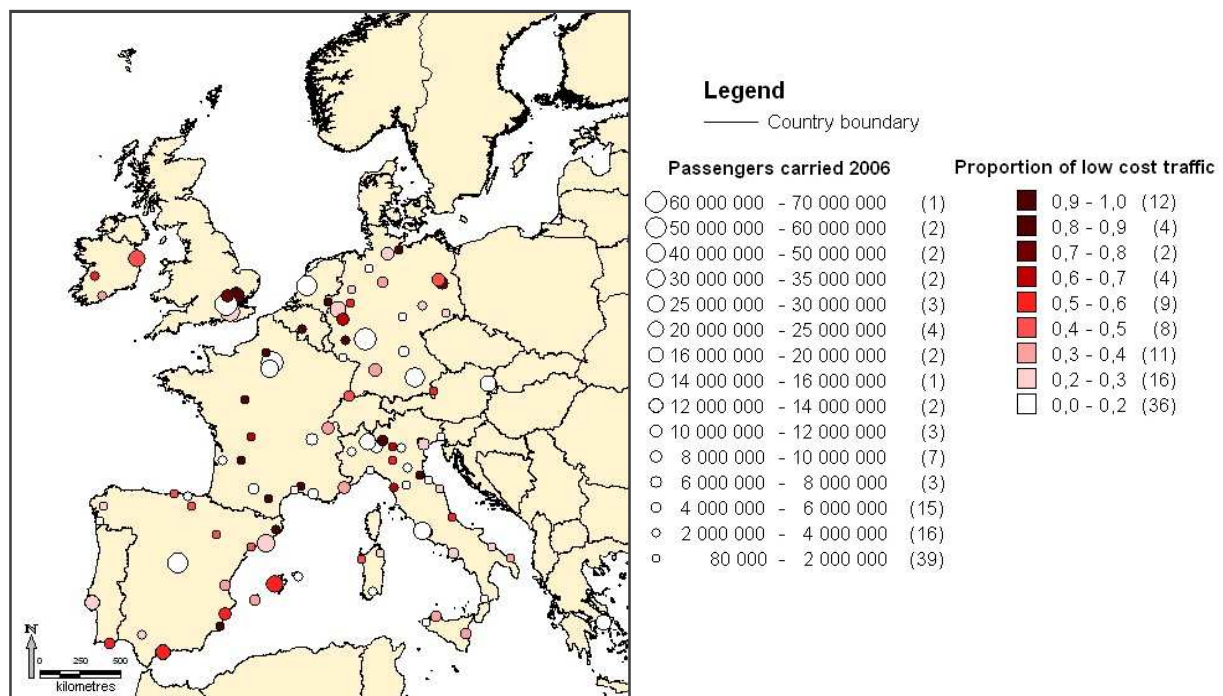 Legend
Country boundary
Passengers carried 2006
60 000 000 - 70 000 000 (1)
50 000 000 - 60 000 000 (2)
40 000 000 - 50 000 000 (2)
30 000 000 - 35 000 000 (2)
25 000 000 - 30 000 000 (3)
20 000 000 - 25 000 000 (4)
16 000 000 - 20 000 000 (2)
14 000 000 - 16 000 000 (1)
12 000 000 - 14 000 000 (2)
10 000 000 - 12 000 000 (3)
8 000 000 - 10 000 000 (7)
6 000 000 - 8 000 000 (3)
4 000 000 - 6 000 000 (15)
2 000 000 - 4 000 000 (16)
80 000 - 2 000 000 (39)
Proportion of low cost traffic
0,9 - 1,0 (12)
0,8 - 0,9 (4)
0,7 - 0,8 (2)
0,6 - 0,7 (4)
0,5 - 0,6 (9)
0,4 - 0,5 (8)
0,3 - 0,4 (11)
0,2 - 0,3 (16)
0,0 - 0,2 (36)
N
0 250 500
kilometres